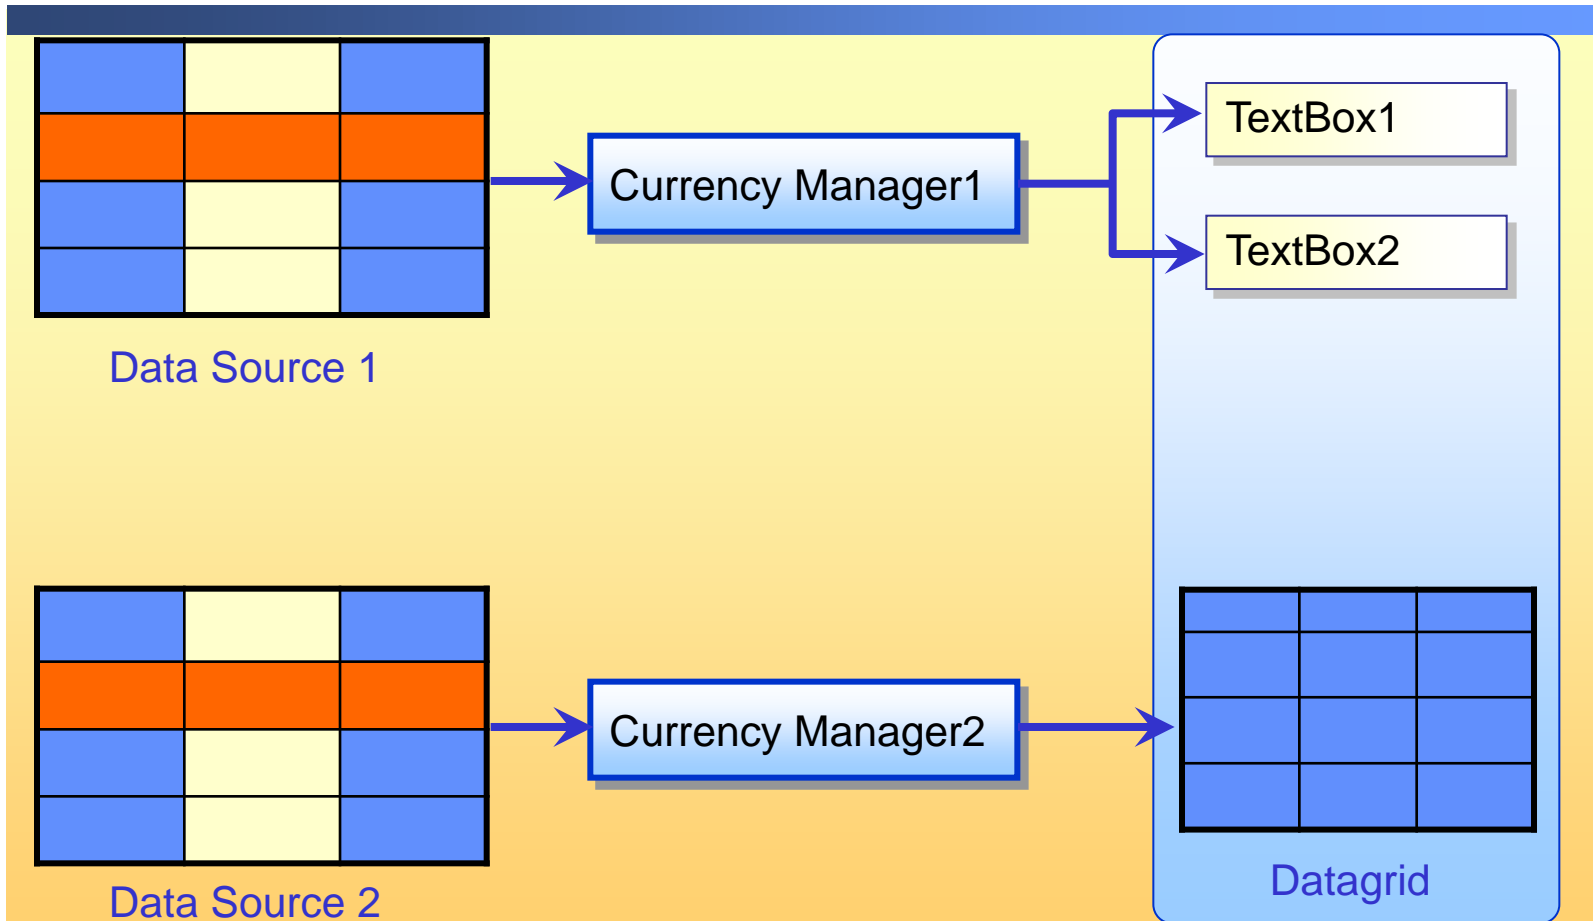 TextBox1
Currency Manager1
TextBox2
Data Source 1
Currency Manager2
Datagrid
Data Source 2